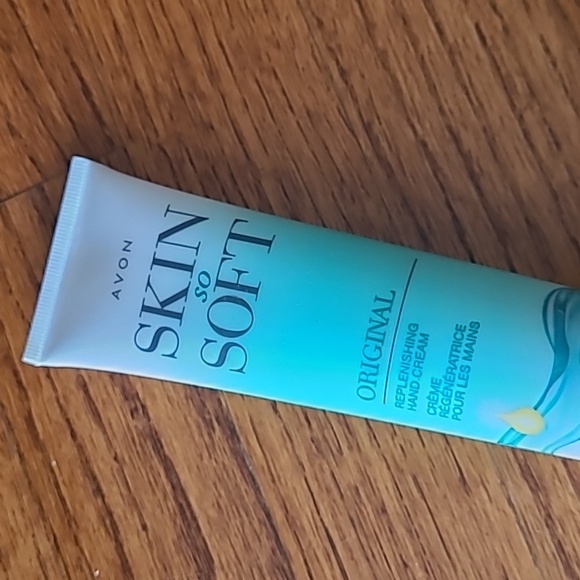 AVON
SKIN
so
SOFT
ORIGINAL
REPLENISHING
HAND CREAM
CRÈME
RÉGÉNÉRATRICE
POUR LES MAINS